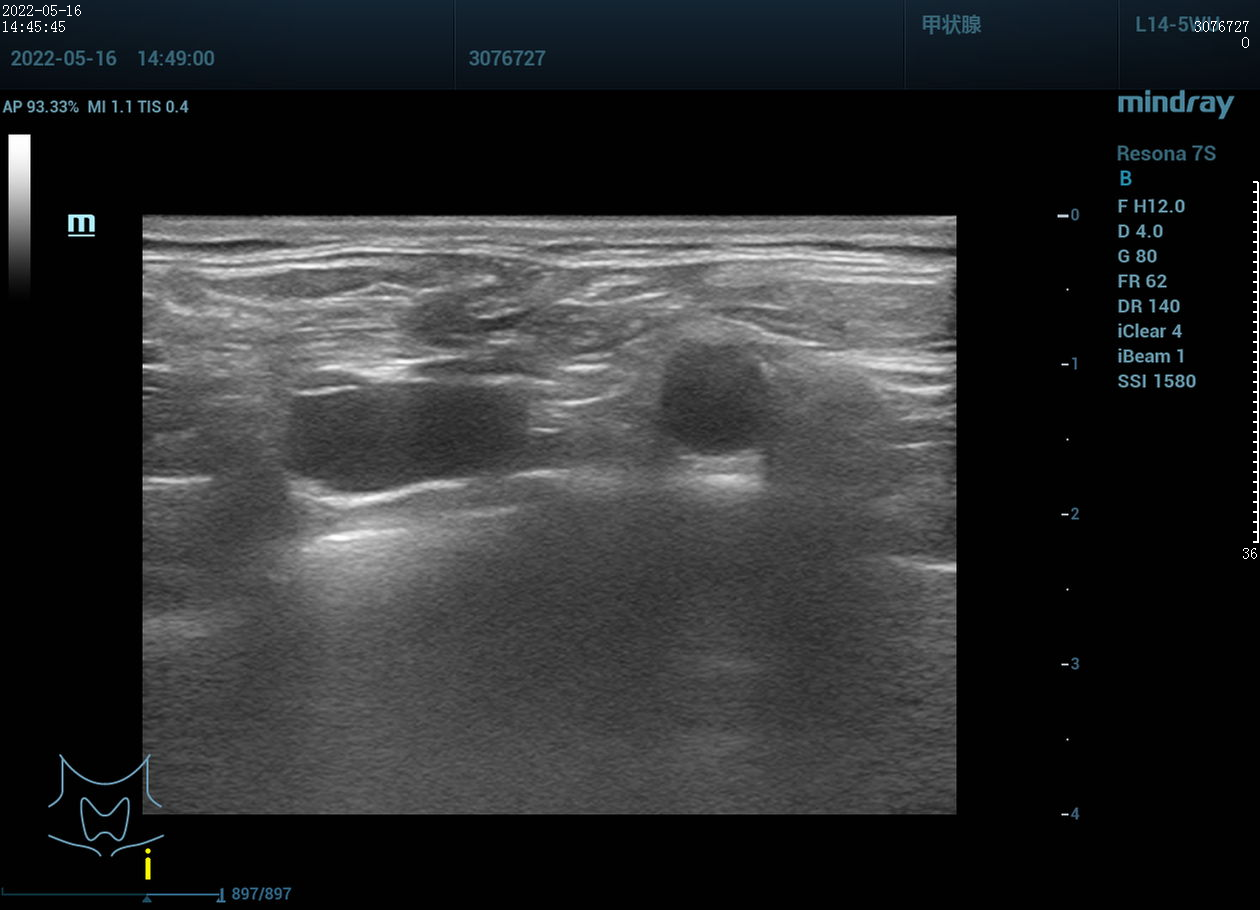 2022-05-16
14:45:45
甲状腺
3076727
0
2022-05-16 14:49:00
3076727
AP 93.33% MI 1.1 TIS 0.4
mindray
Resona 7S
B
F H12.0
D 4.0
G 80
FR 62
DR 140
iClear 4
iBeam 1
SSI 1580
m
0
1
2
3
4
36
i
897/897